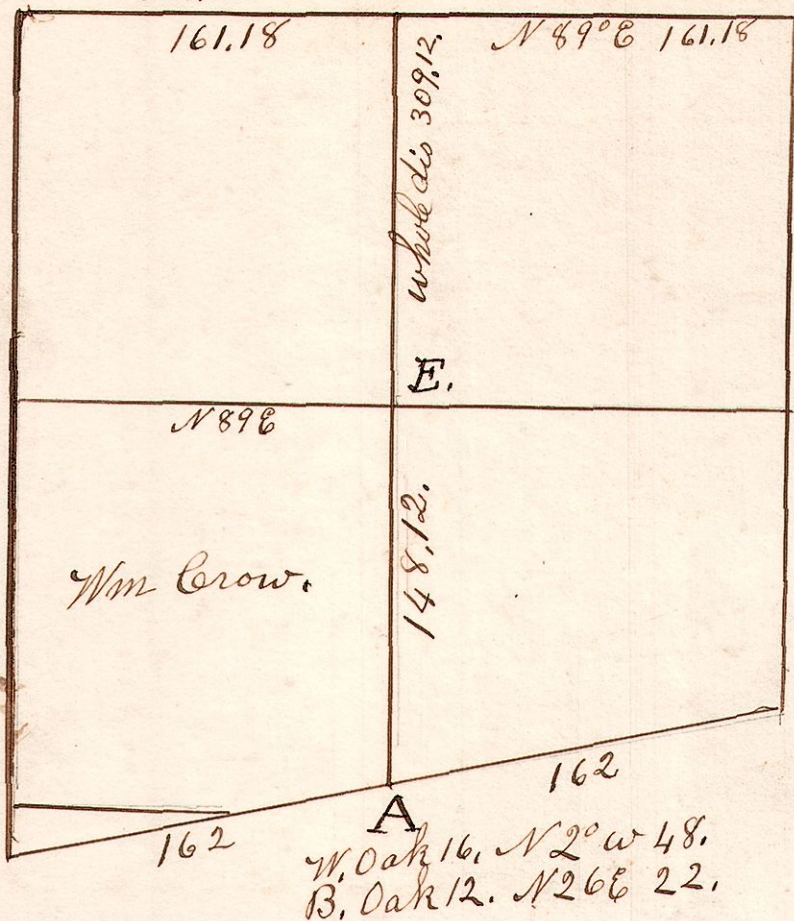 161.18
N 89° E 161.18
whole dis 309.12.
E.
N 89 E
148.12.
Wm Crow.
162
162
A
W. Oak 16. N 2° w 48.
B. Oak 12. N 26 E 22.